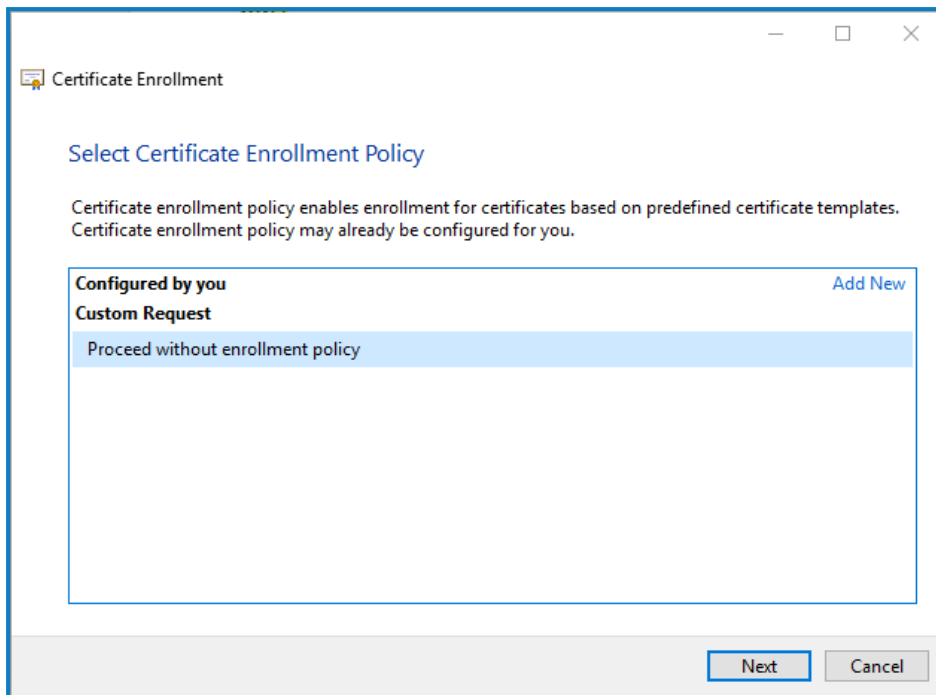 Certificate Enrollment
Select Certificate Enrollment Policy
Certificate enrollment policy enables enrollment for certificates based on predefined certificate templates.
Certificate enrollment policy may already be configured for you.
Configured by you Add New
Custom Request
Proceed without enrollment policy
Next Cancel